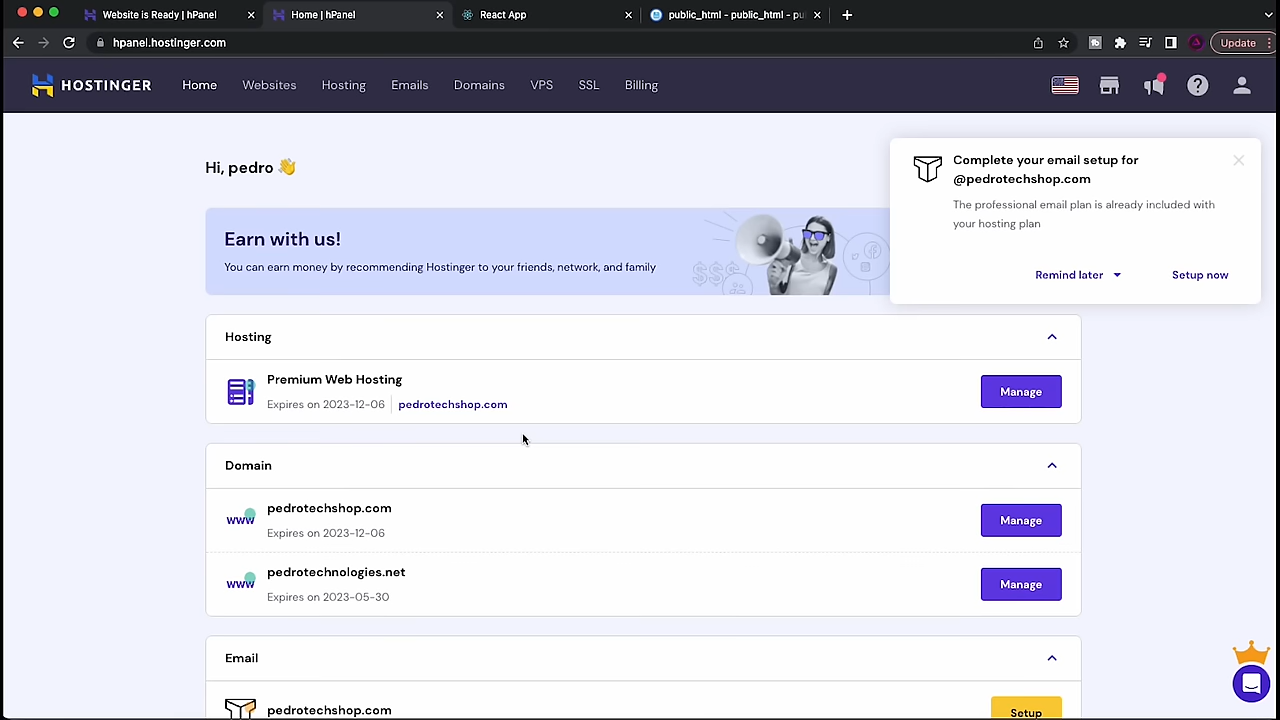 Website is Ready | hPanel
Home | hPanel
React App
public_html - public_html - pu
hpanel.hostinger.com
Update
HOSTINGER
Home
Websites
Hosting
Emails
Domains
VPS
SSL
Billing
Hi, pedro 👋
Complete your email setup for
@pedrotechshop.com
The professional email plan is already included with
your hosting plan
Remind later
Setup now
Earn with us!
You can earn money by recommending Hostinger to your friends, network, and family
Hosting
Premium Web Hosting
Expires on 2023-12-06
pedrotechshop.com
Manage
Domain
www
pedrotechshop.com
Expires on 2023-12-06
Manage
www
pedrotechnologies.net
Expires on 2023-05-30
Manage
Email
pedrotechshop.com
Setup